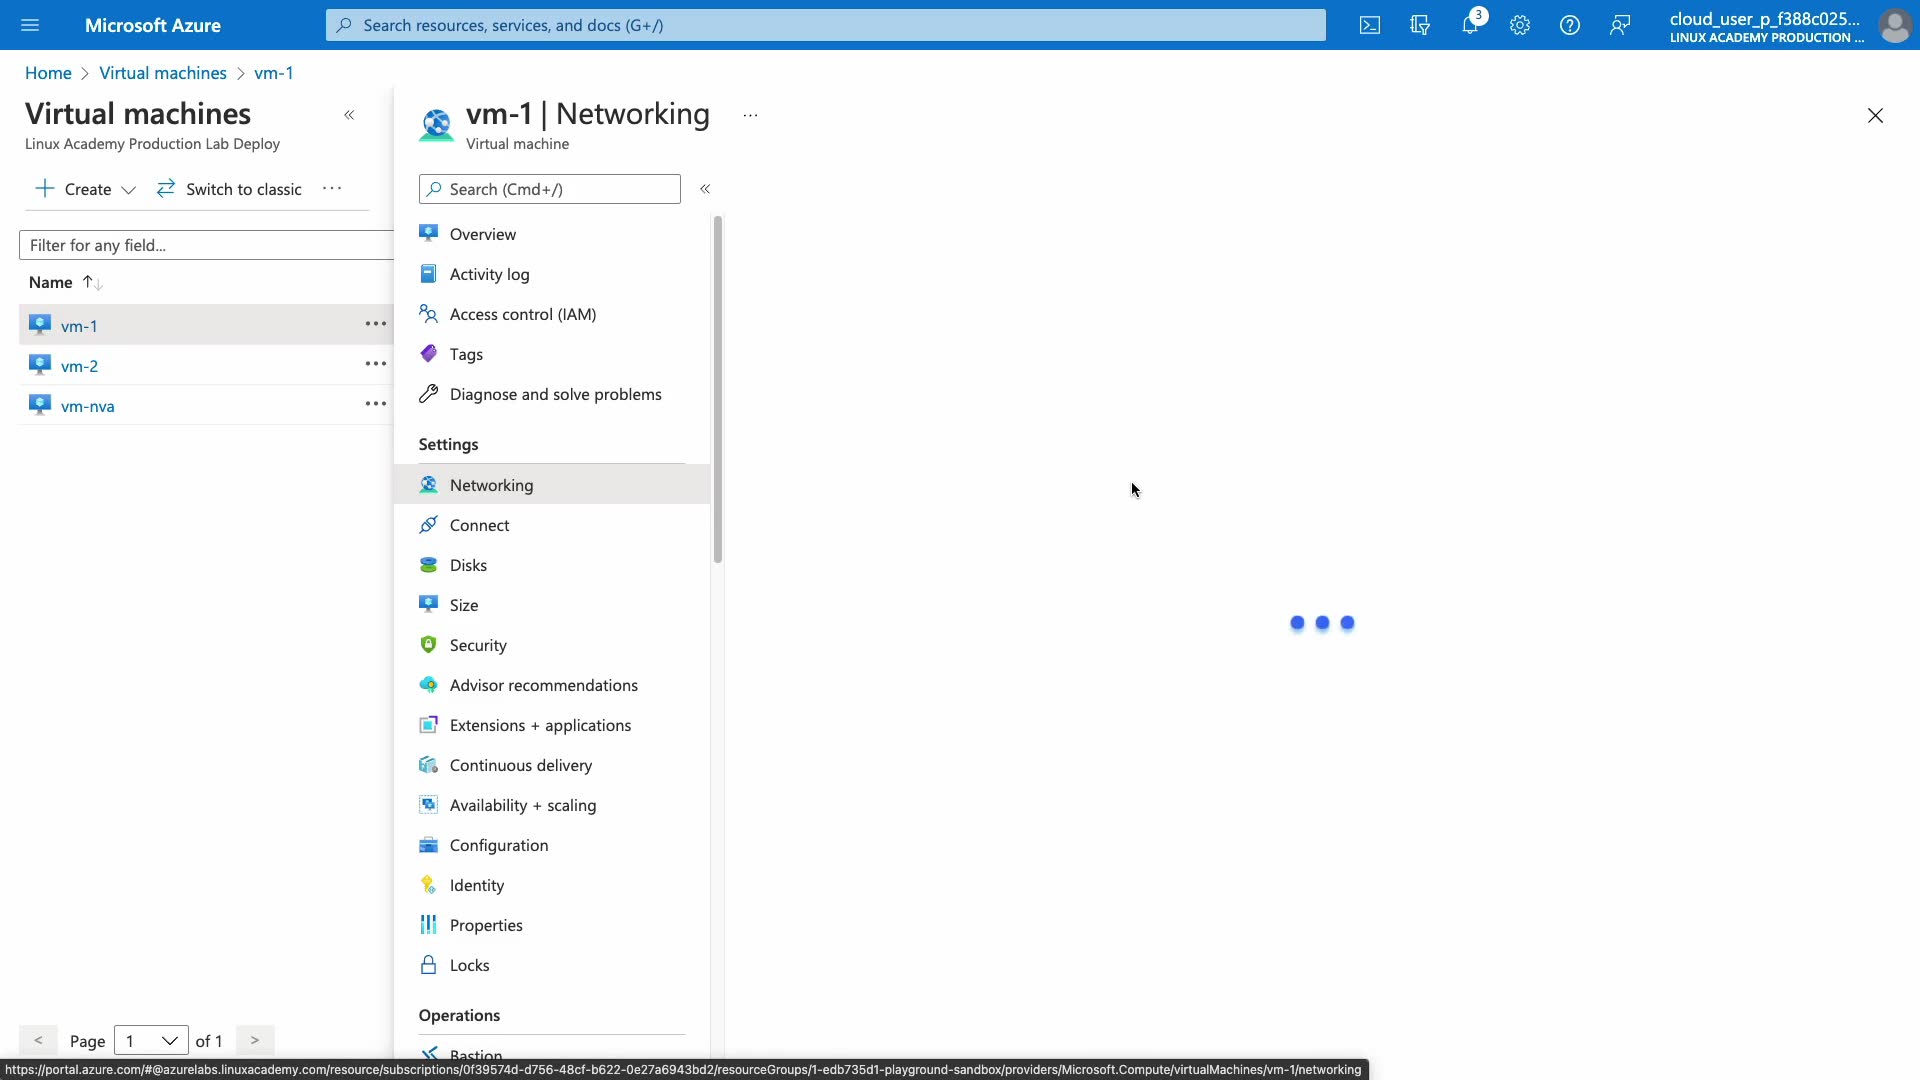 Microsoft Azure
Search resources, services, and docs (G+/)
3
cloud_user_p_f388c025...
LINUX ACADEMY PRODUCTION ...
Home > Virtual machines > vm-1
Virtual machines
Linux Academy Production Lab Deploy
Create
Switch to classic
Filter for any field...
Name
vm-1
vm-2
vm-nva
Page 1 of 1
vm-1 | Networking
Virtual machine
Search (Cmd+/)
Overview
Activity log
Access control (IAM)
Tags
Diagnose and solve problems
Settings
Networking
Connect
Disks
Size
Security
Advisor recommendations
Extensions + applications
Continuous delivery
Availability + scaling
Configuration
Identity
Properties
Locks
Operations
Bastion
https://portal.azure.com/#@azurelabs.linuxacademy.com/resource/subscriptions/0f39574d-d756-48cf-b622-0e27a6943bd2/resourceGroups/1-edb735d1-playground-sandbox/providers/Microsoft.Compute/virtualMachines/vm-1/networking